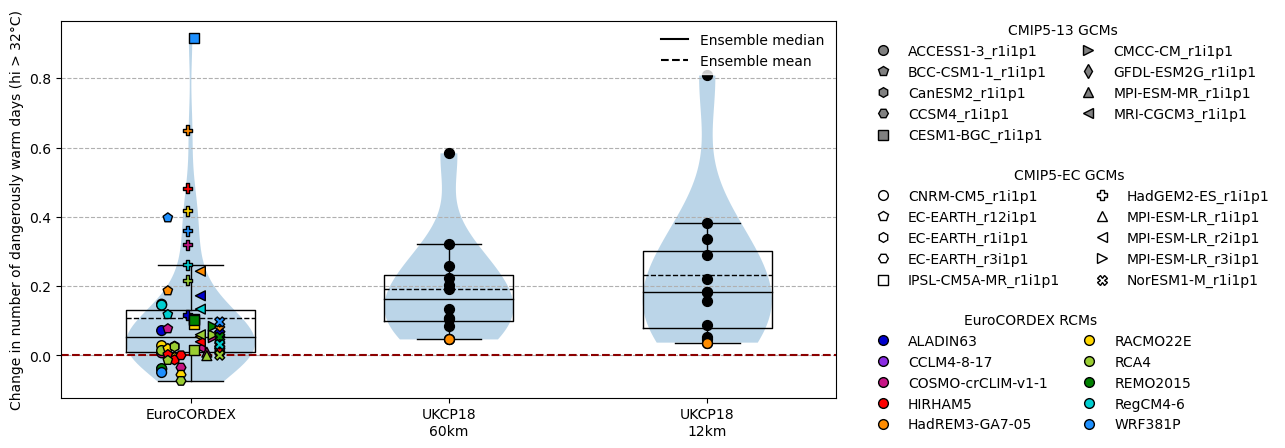 Change in number of dangerously warm days (hi > 32°C)
0.8
0.6
0.4
0.2
0.0
Ensemble median
Ensemble mean
EuroCORDEX
UKCP18
60km
UKCP18
12km
CMIP5-13 GCMs
ACCESS1-3_r1i1p1
BCC-CSM1-1_r1i1p1
CanESM2_r1i1p1
CCSM4_r1i1p1
CESM1-BGC_r1i1p1
CMCC-CM_r1i1p1
GFDL-ESM2G_r1i1p1
MPI-ESM-MR_r1i1p1
MRI-CGCM3_r1i1p1
CMIP5-EC GCMs
CNRM-CM5_r1i1p1
EC-EARTH_r12i1p1
EC-EARTH_r1i1p1
EC-EARTH_r3i1p1
IPSL-CM5A-MR_r1i1p1
HadGEM2-ES_r1i1p1
MPI-ESM-LR_r1i1p1
MPI-ESM-LR_r2i1p1
MPI-ESM-LR_r3i1p1
NorESM1-M_r1i1p1
EuroCORDEX RCMs
ALADIN63
CCLM4-8-17
COSMO-crCLIM-v1-1
HIRHAM5
HadREM3-GA7-05
RACMO22E
RCA4
REMO2015
RegCM4-6
WRF381P